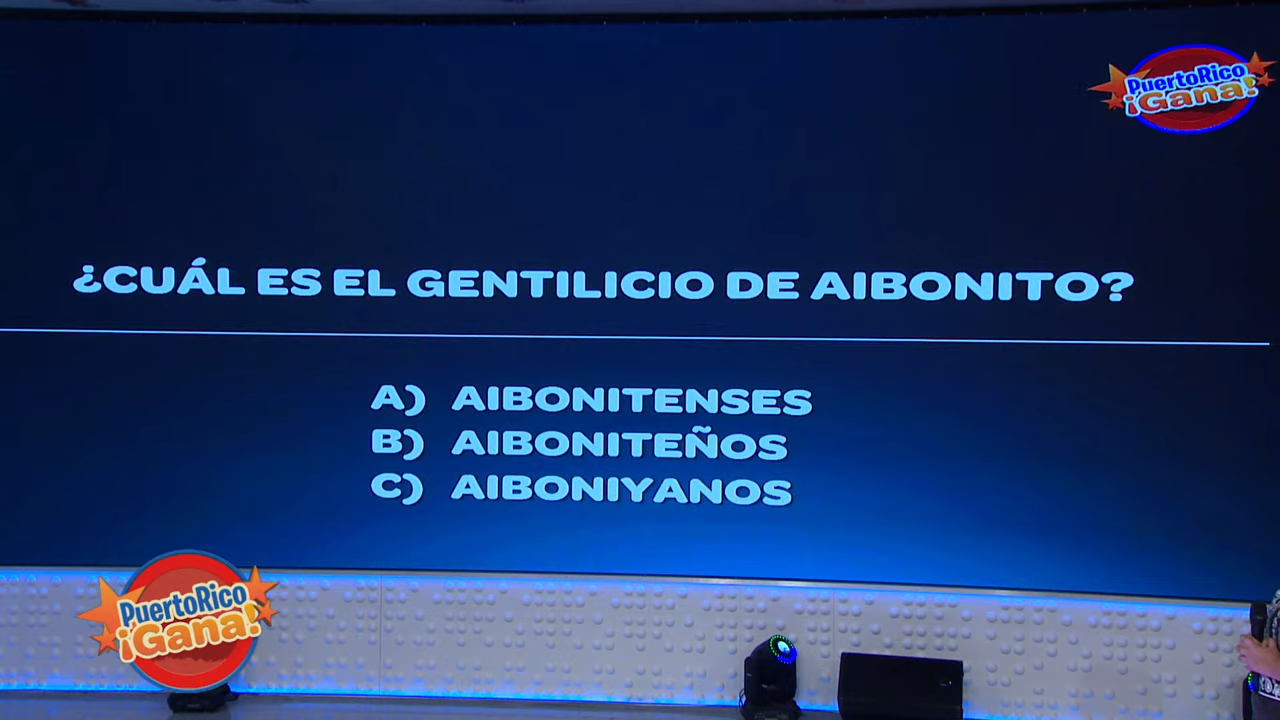 PuertoRico
¡Gana!
¿CUÁL ES EL GENTILICIO DE AIBONITO?
A) AIBONITENSES
B) AIBONITEÑOS
C) AIBONIYANOS
PuertoRico
¡Gana!